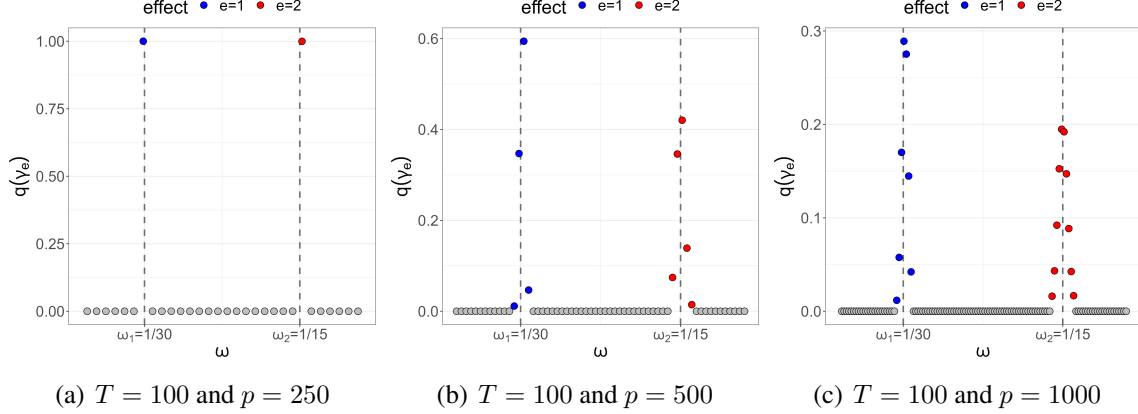 effect e=1 e=2
1.00
0.75
0.50
0.25
0.00
q(γe)
ω1=1/30 ω2=1/15
ω
(a) T = 100 and p = 250
effect e=1 e=2
0.6
0.4
0.2
0.0
q(γe)
ω1=1/30 ω2=1/15
ω
(b) T = 100 and p = 500
effect e=1 e=2
0.3
0.2
0.1
0.0
q(γe)
ω1=1/30 ω2=1/15
ω
(c) T = 100 and p = 1000